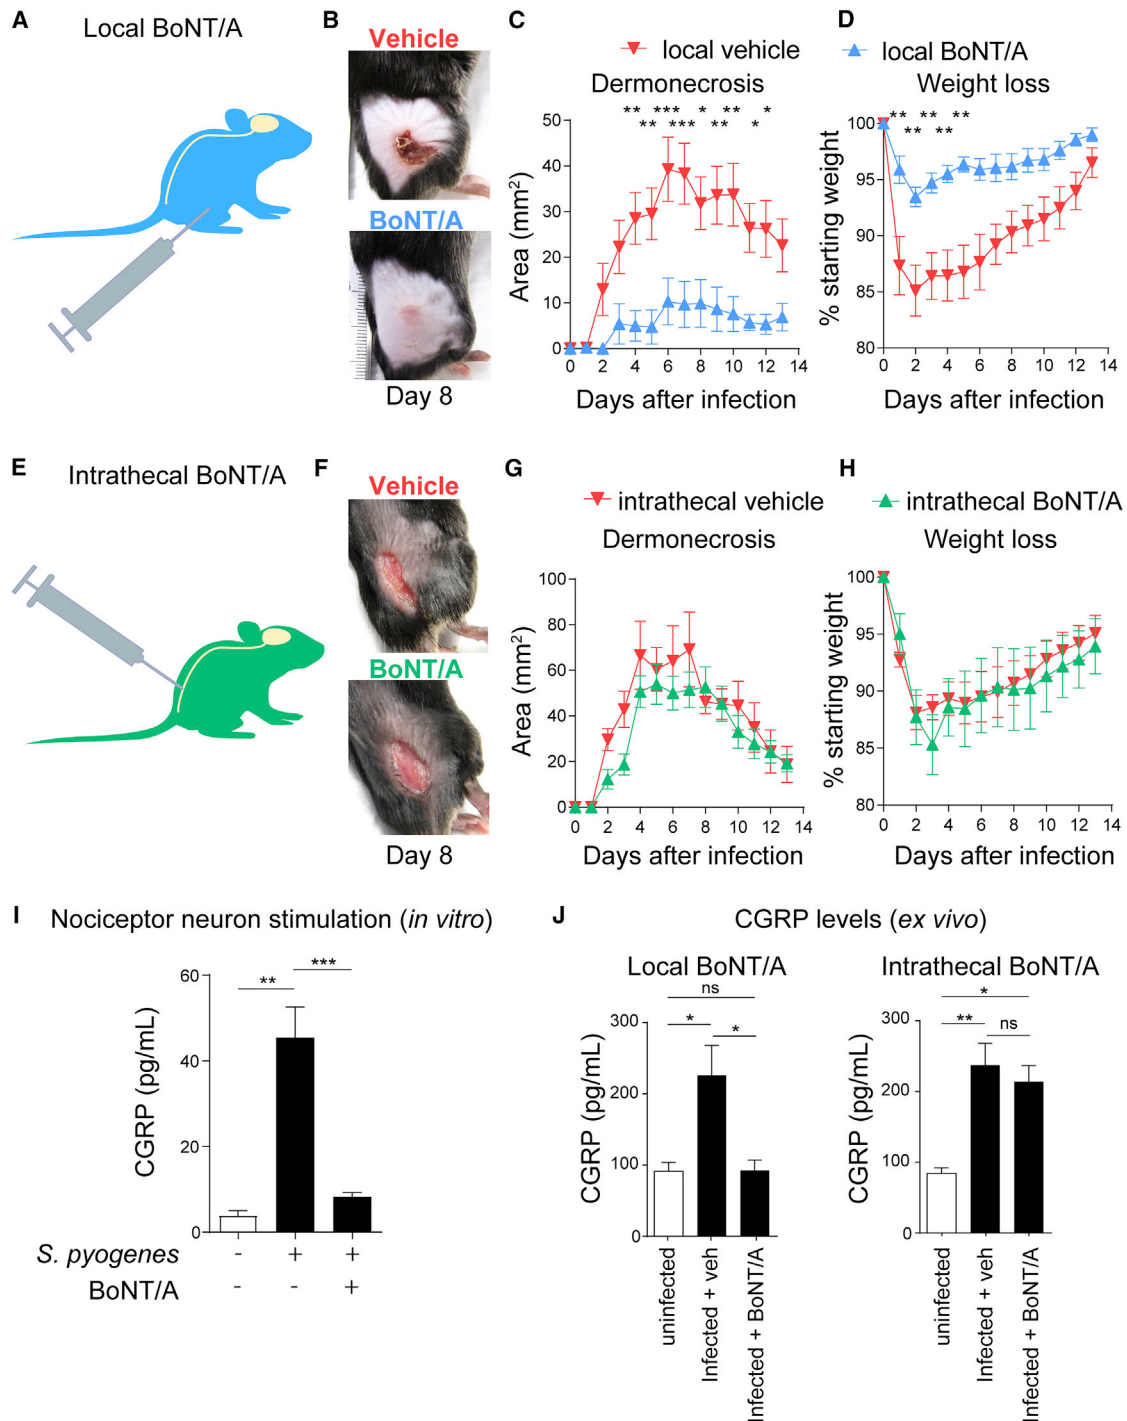 A
Local BoNT/A
B
Vehicle
BoNT/A
Day 8
C
D
local vehicle
local BoNT/A
Dermonecrosis
** *** * ** *
** *** ** *
50
40
30
20
10
0
Area (mm²)
0 2 4 6 8 10 12 14
Days after infection
Weight loss
** ** **
** **
100
95
90
85
80
% starting weight
0 2 4 6 8 10 12 14
Days after infection
E
Intrathecal BoNT/A
F
Vehicle
BoNT/A
Day 8
G
H
intrathecal vehicle
intrathecal BoNT/A
Dermonecrosis
100
80
60
40
20
0
Area (mm²)
0 2 4 6 8 10 12 14
Days after infection
Weight loss
100
95
90
85
80
% starting weight
0 2 4 6 8 10 12 14
Days after infection
I
Nociceptor neuron stimulation (in vitro)
** ***
60
40
20
0
CGRP (pg/mL)
S. pyogenes - + +
BoNT/A - - +
J
CGRP levels (ex vivo)
Local BoNT/A
ns
* *
300
200
100
0
CGRP (pg/mL)
uninfected
Infected + veh
Infected + BoNT/A
Intrathecal BoNT/A
*
** ns
300
200
100
0
CGRP (pg/mL)
uninfected
Infected + veh
Infected + BoNT/A